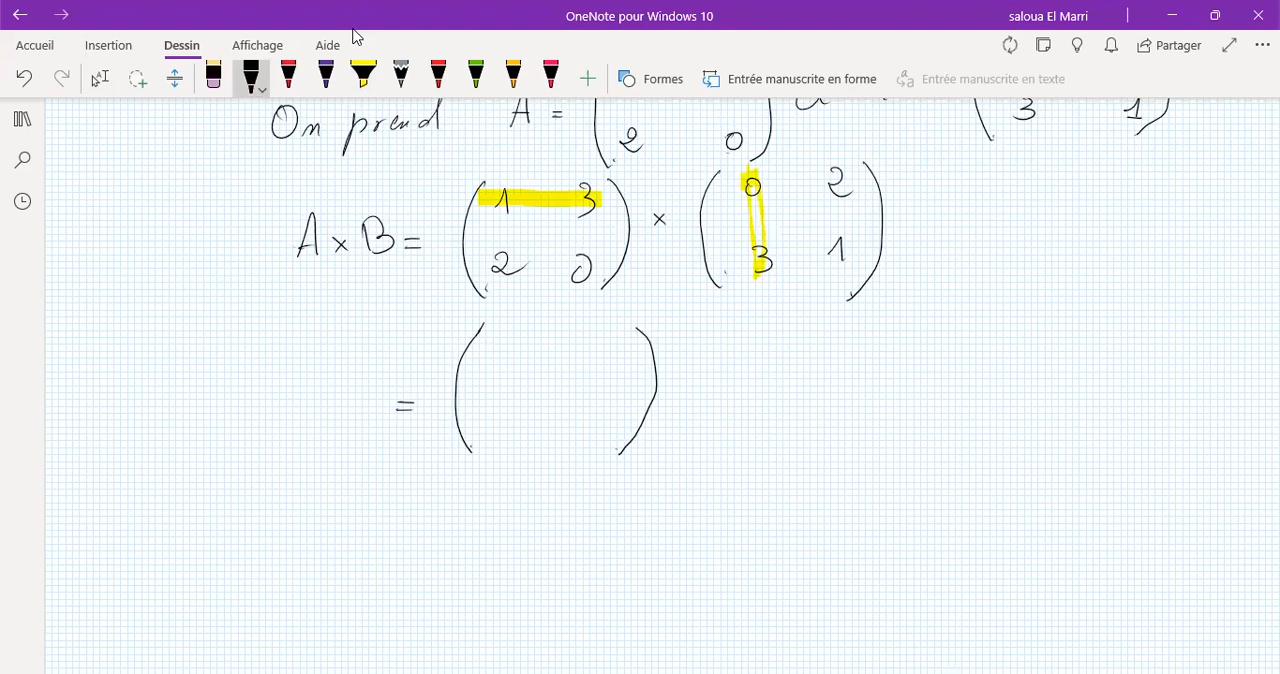 OneNote pour Windows 10
saloua El Marri
Accueil Insertion Dessin Affichage Aide
Partager
Formes Entrée manuscrite en forme Entrée manuscrite en texte
On prend A =
3 1
2 0
1 3 0 2
A × B = ×
2 0 3 1
=